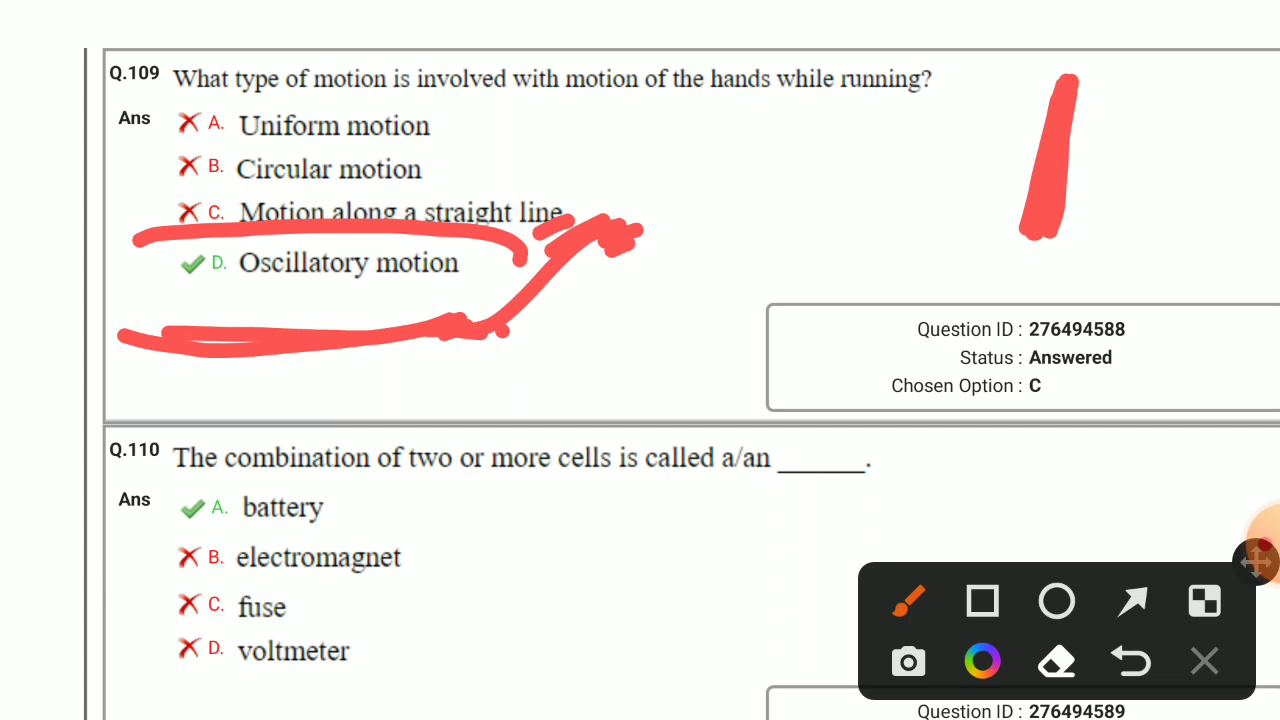 Q.109 What type of motion is involved with motion of the hands while running?
Ans A. Uniform motion
B. Circular motion
C. Motion along a straight line
D. Oscillatory motion
Question ID : 276494588
Status : Answered
Chosen Option : C
Q.110 The combination of two or more cells is called a/an ______.
Ans A. battery
B. electromagnet
C. fuse
D. voltmeter
Question ID : 276494589